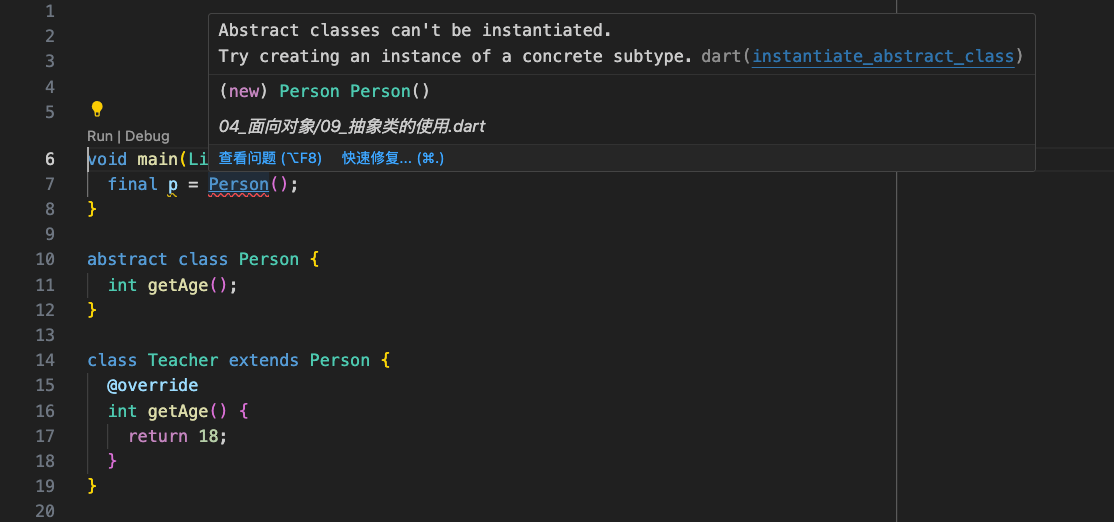 1
2
3
4
5
Abstract classes can't be instantiated.
Try creating an instance of a concrete subtype. dart(instantiate_abstract_class)
(new) Person Person()
04_面向对象/09_抽象类的使用.dart
查看问题 (⌥F8) 快速修复... (⌘.)
Run | Debug
6 void main(Li
7 final p = Person();
8 }
9
10 abstract class Person {
11 int getAge();
12 }
13
14 class Teacher extends Person {
15 @override
16 int getAge() {
17 return 18;
18 }
19 }
20